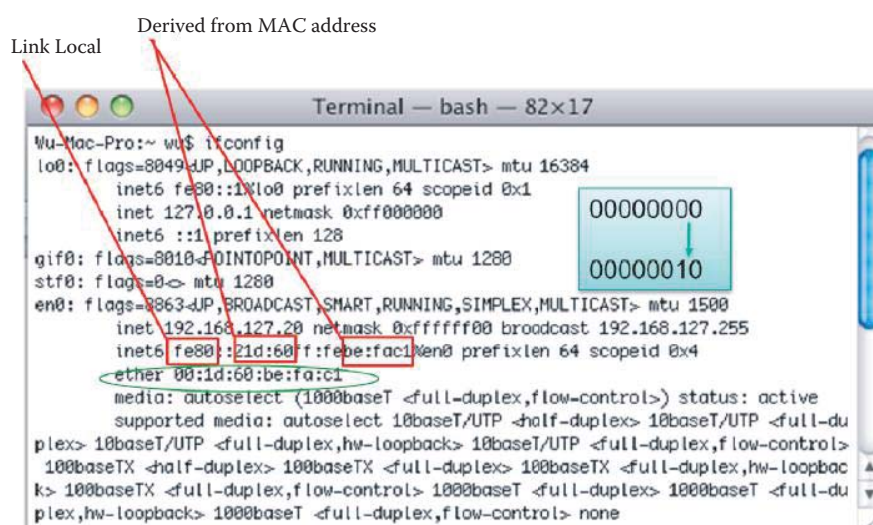 Derived from MAC address
Link Local
Terminal — bash — 82×17
Wu-Mac-Pro:~ wu$ ifconfig
lo0: flags=8049<UP,LOOPBACK,RUNNING,MULTICAST> mtu 16384
inet6 fe80::1%lo0 prefixlen 64 scopeid 0x1
inet 127.0.0.1 netmask 0xff000000
inet6 ::1 prefixlen 128
gif0: flags=8010<POINTOPOINT,MULTICAST> mtu 1280
stf0: flags=0<> mtu 1280
en0: flags=8863<UP,BROADCAST,SMART,RUNNING,SIMPLEX,MULTICAST> mtu 1500
inet 192.168.127.20 netmask 0xffffff00 broadcast 192.168.127.255
inet6 fe80::21d:60ff:febe:fac1%en0 prefixlen 64 scopeid 0x4
ether 00:1d:60:be:fa:c1
media: autoselect (1000baseT <full-duplex,flow-control>) status: active
supported media: autoselect 10baseT/UTP <half-duplex> 10baseT/UTP <full-du
plex> 10baseT/UTP <full-duplex,hw-loopback> 10baseT/UTP <full-duplex,flow-control>
100baseTX <half-duplex> 100baseTX <full-duplex> 100baseTX <full-duplex,hw-loopbac
k> 100baseTX <full-duplex,flow-control> 1000baseT <full-duplex> 1000baseT <full-du
plex,hw-loopback> 1000baseT <full-duplex,flow-control> none
00000000
00000010